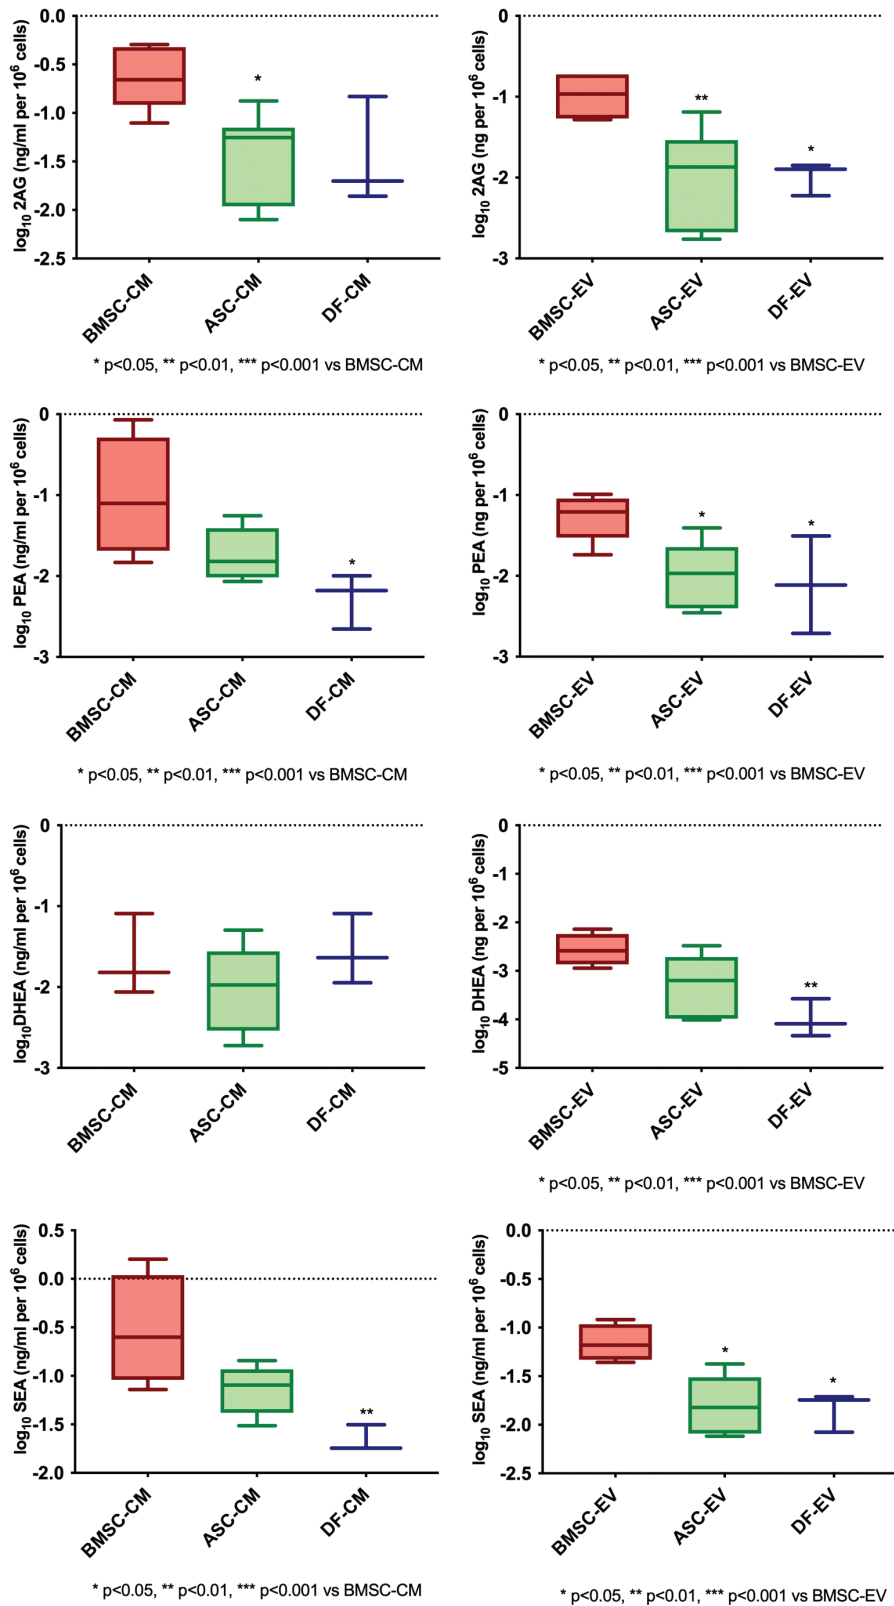 log10 2AG (ng/ml per 10^6 cells)
0.0
-0.5
-1.0
-1.5
-2.0
-2.5
BMSC-CM
ASC-CM
DF-CM
*
* p<0.05, ** p<0.01, *** p<0.001 vs BMSC-CM
log10 2AG (ng per 10^6 cells)
0
-1
-2
-3
BMSC-EV
ASC-EV
DF-EV
**
*
* p<0.05, ** p<0.01, *** p<0.001 vs BMSC-EV
log10 PEA (ng/ml per 10^6 cells)
0
-1
-2
-3
BMSC-CM
ASC-CM
DF-CM
*
* p<0.05, ** p<0.01, *** p<0.001 vs BMSC-CM
log10 PEA (ng per 10^6 cells)
0
-1
-2
-3
BMSC-EV
ASC-EV
DF-EV
*
*
* p<0.05, ** p<0.01, *** p<0.001 vs BMSC-EV
log10DHEA (ng/ml per 10^6 cells)
0
-1
-2
-3
BMSC-CM
ASC-CM
DF-CM
log10 DHEA (ng per 10^6 cells)
0
-1
-2
-3
-4
-5
BMSC-EV
ASC-EV
DF-EV
**
* p<0.05, ** p<0.01, *** p<0.001 vs BMSC-EV
log10 SEA (ng/ml per 10^6 cells)
0.5
0.0
-0.5
-1.0
-1.5
-2.0
BMSC-CM
ASC-CM
DF-CM
**
* p<0.05, ** p<0.01, *** p<0.001 vs BMSC-CM
log10 SEA (ng/ml per 10^6 cells)
0.0
-0.5
-1.0
-1.5
-2.0
-2.5
BMSC-EV
ASC-EV
DF-EV
*
*
* p<0.05, ** p<0.01, *** p<0.001 vs BMSC-EV